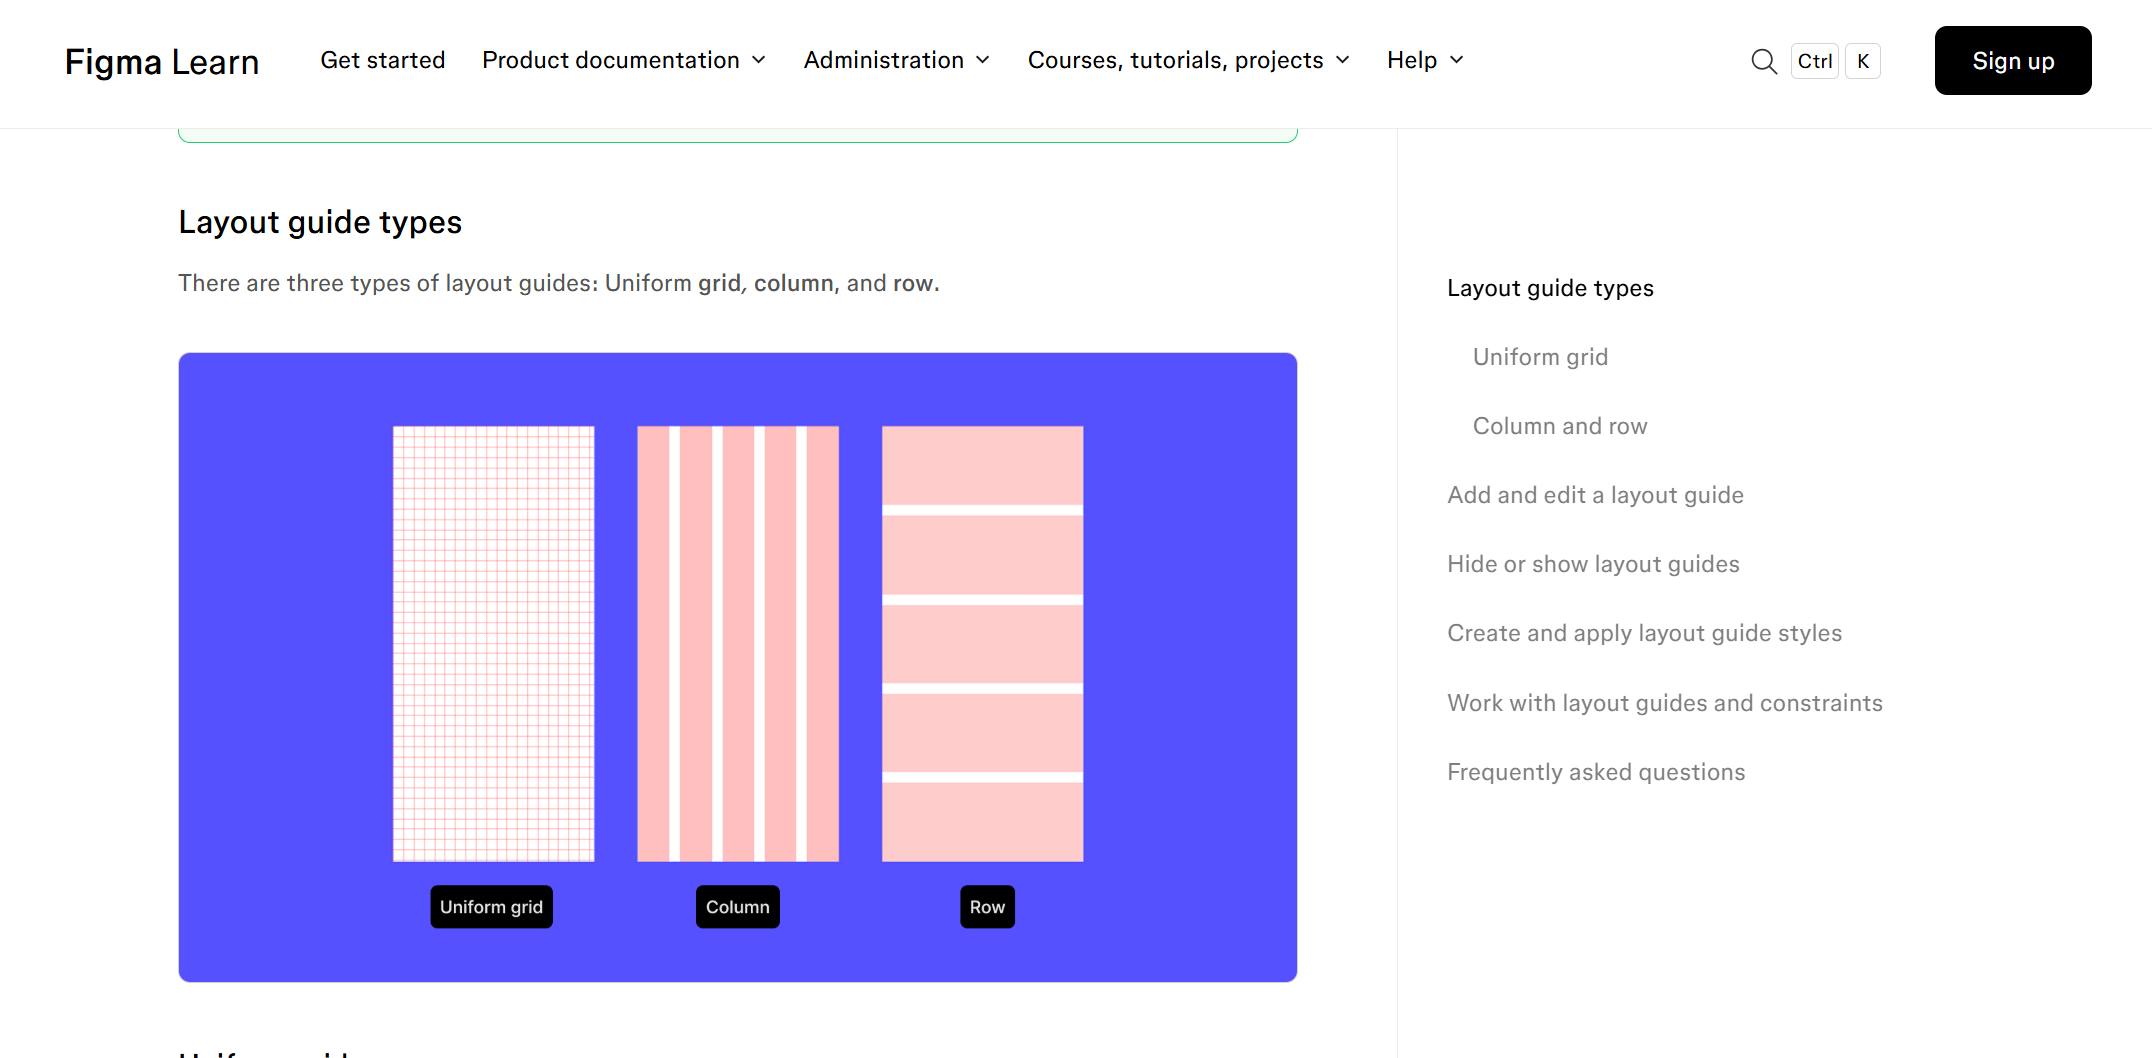 Figma Learn Get started Product documentation Administration Courses, tutorials, projects Help Ctrl K Sign up
Layout guide types
There are three types of layout guides: Uniform grid, column, and row.
Uniform grid Column Row
Layout guide types
Uniform grid
Column and row
Add and edit a layout guide
Hide or show layout guides
Create and apply layout guide styles
Work with layout guides and constraints
Frequently asked questions